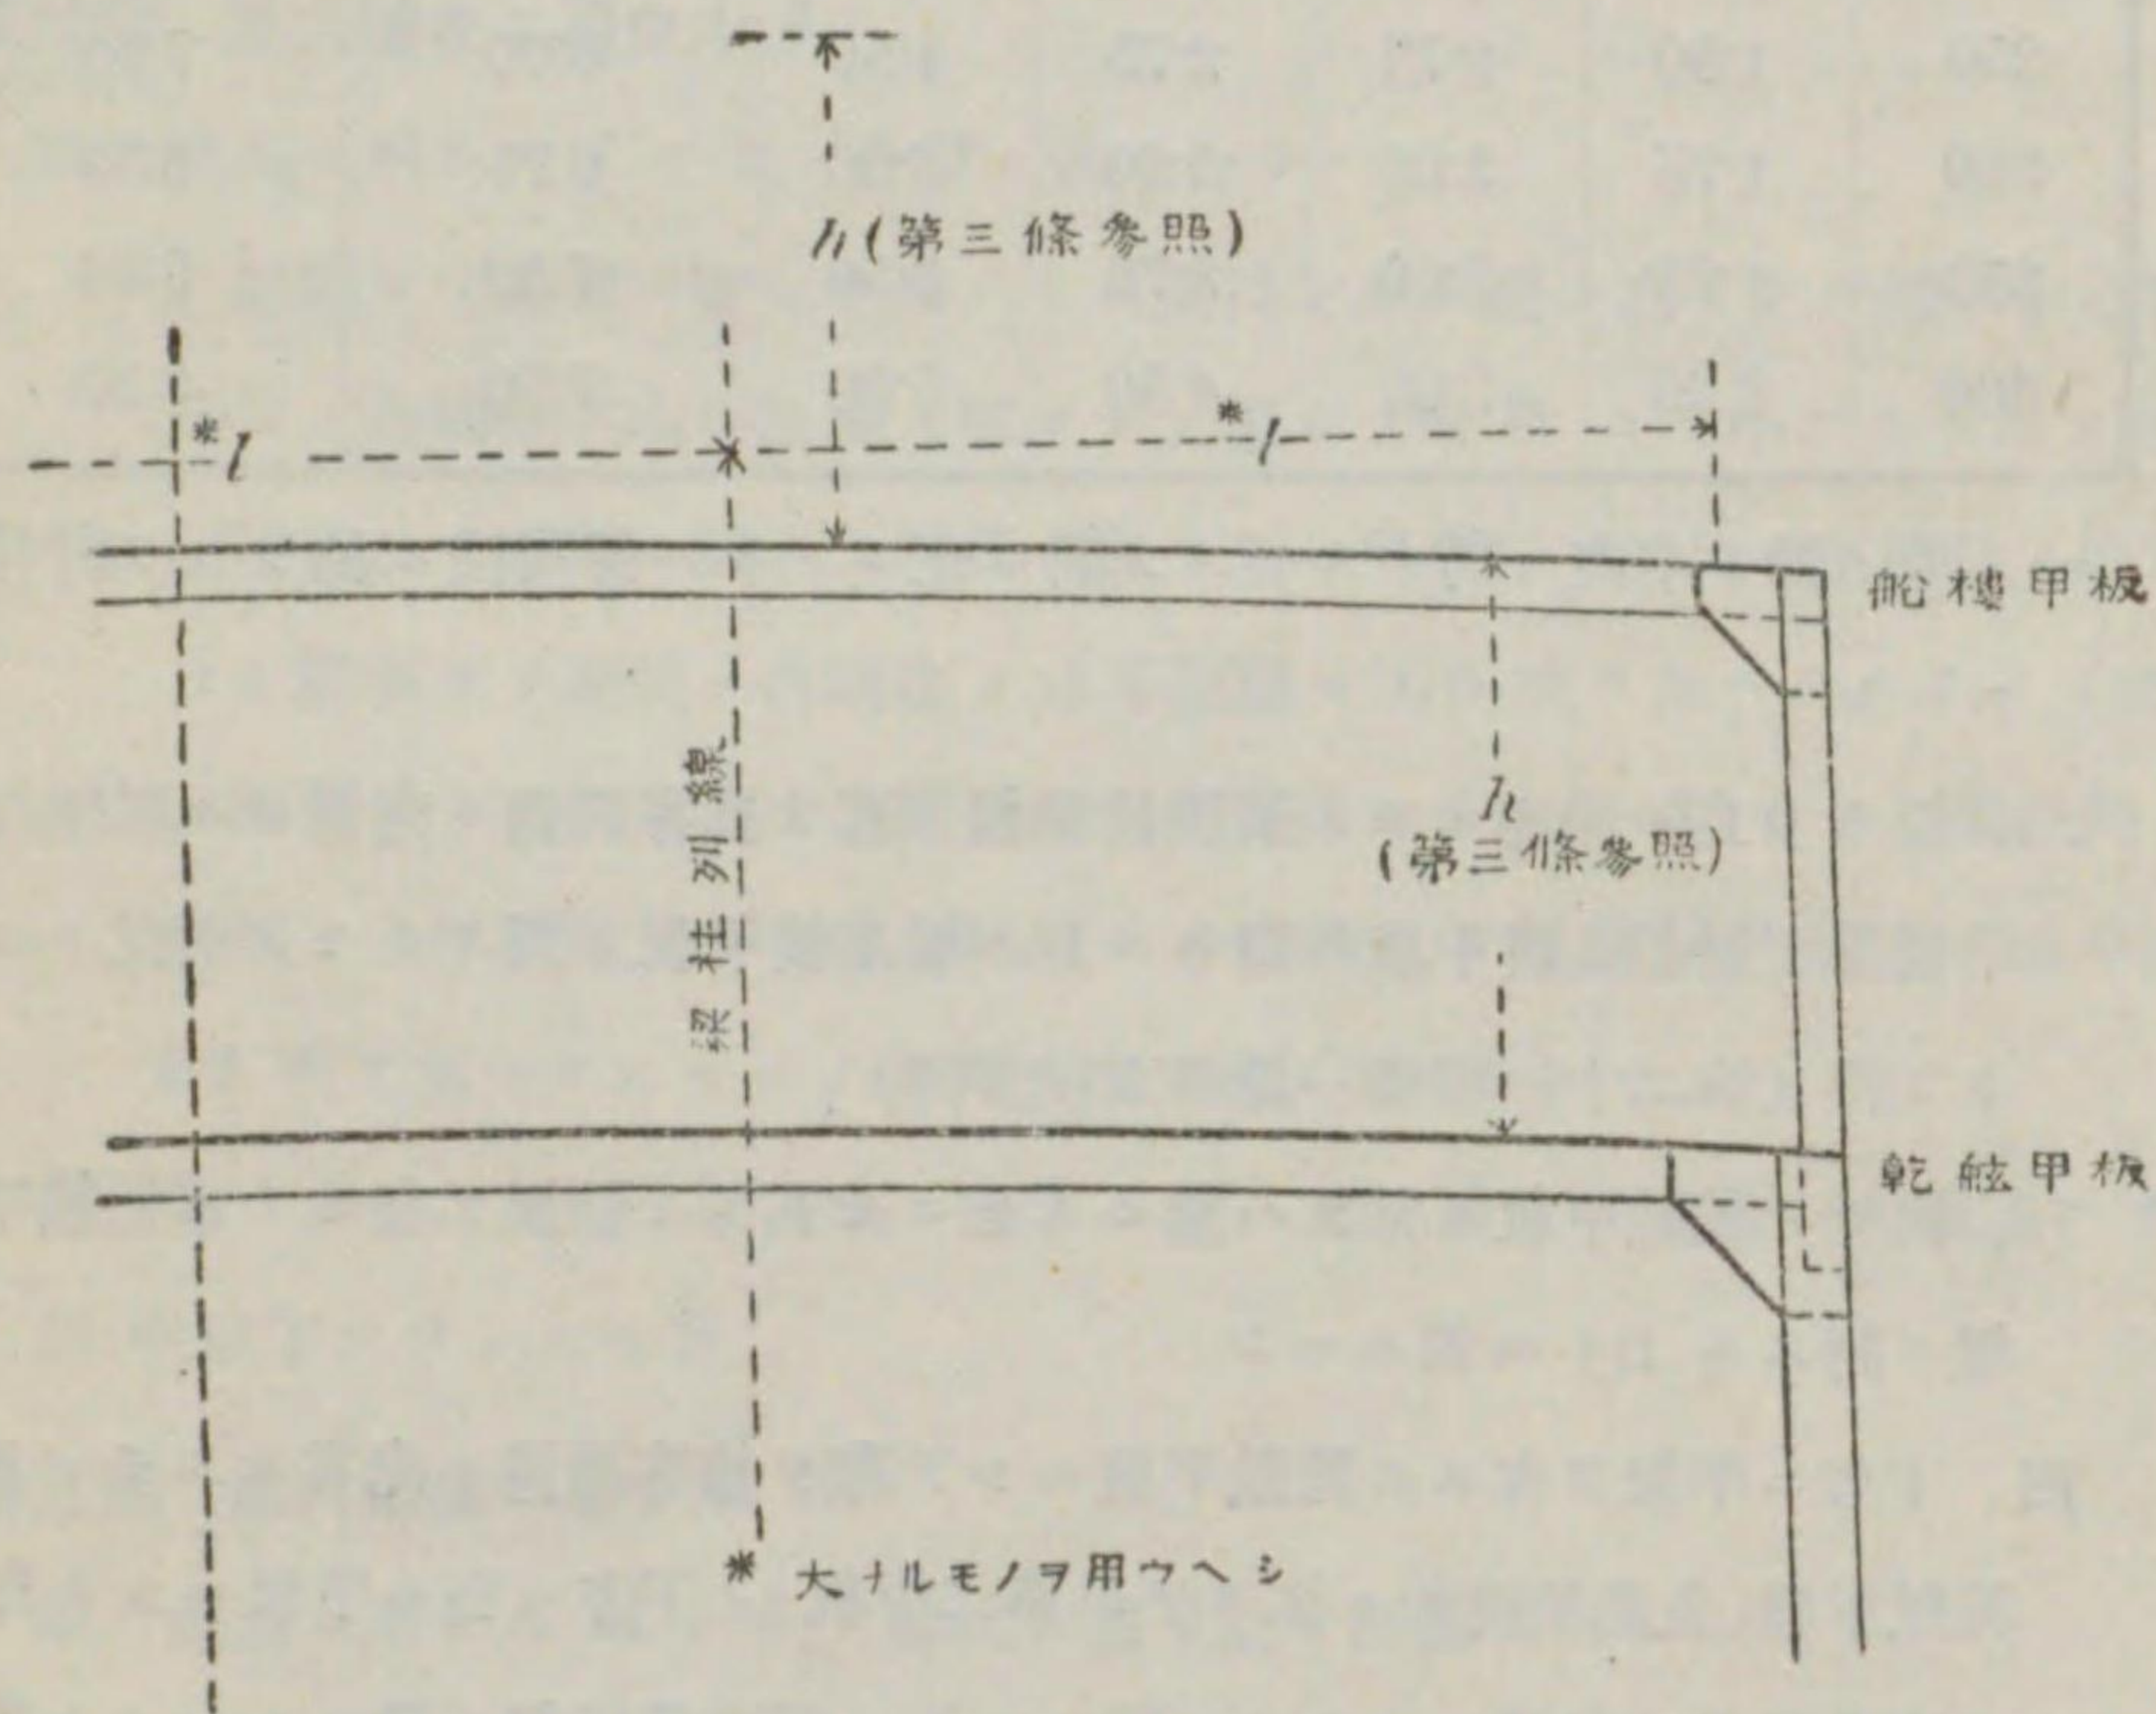 h(第三條參照)
*l
*l
船樓甲板
梁柱列線
h
(第三條參照)
乾舷甲板
* 大ナルモノヲ用ウヘシ